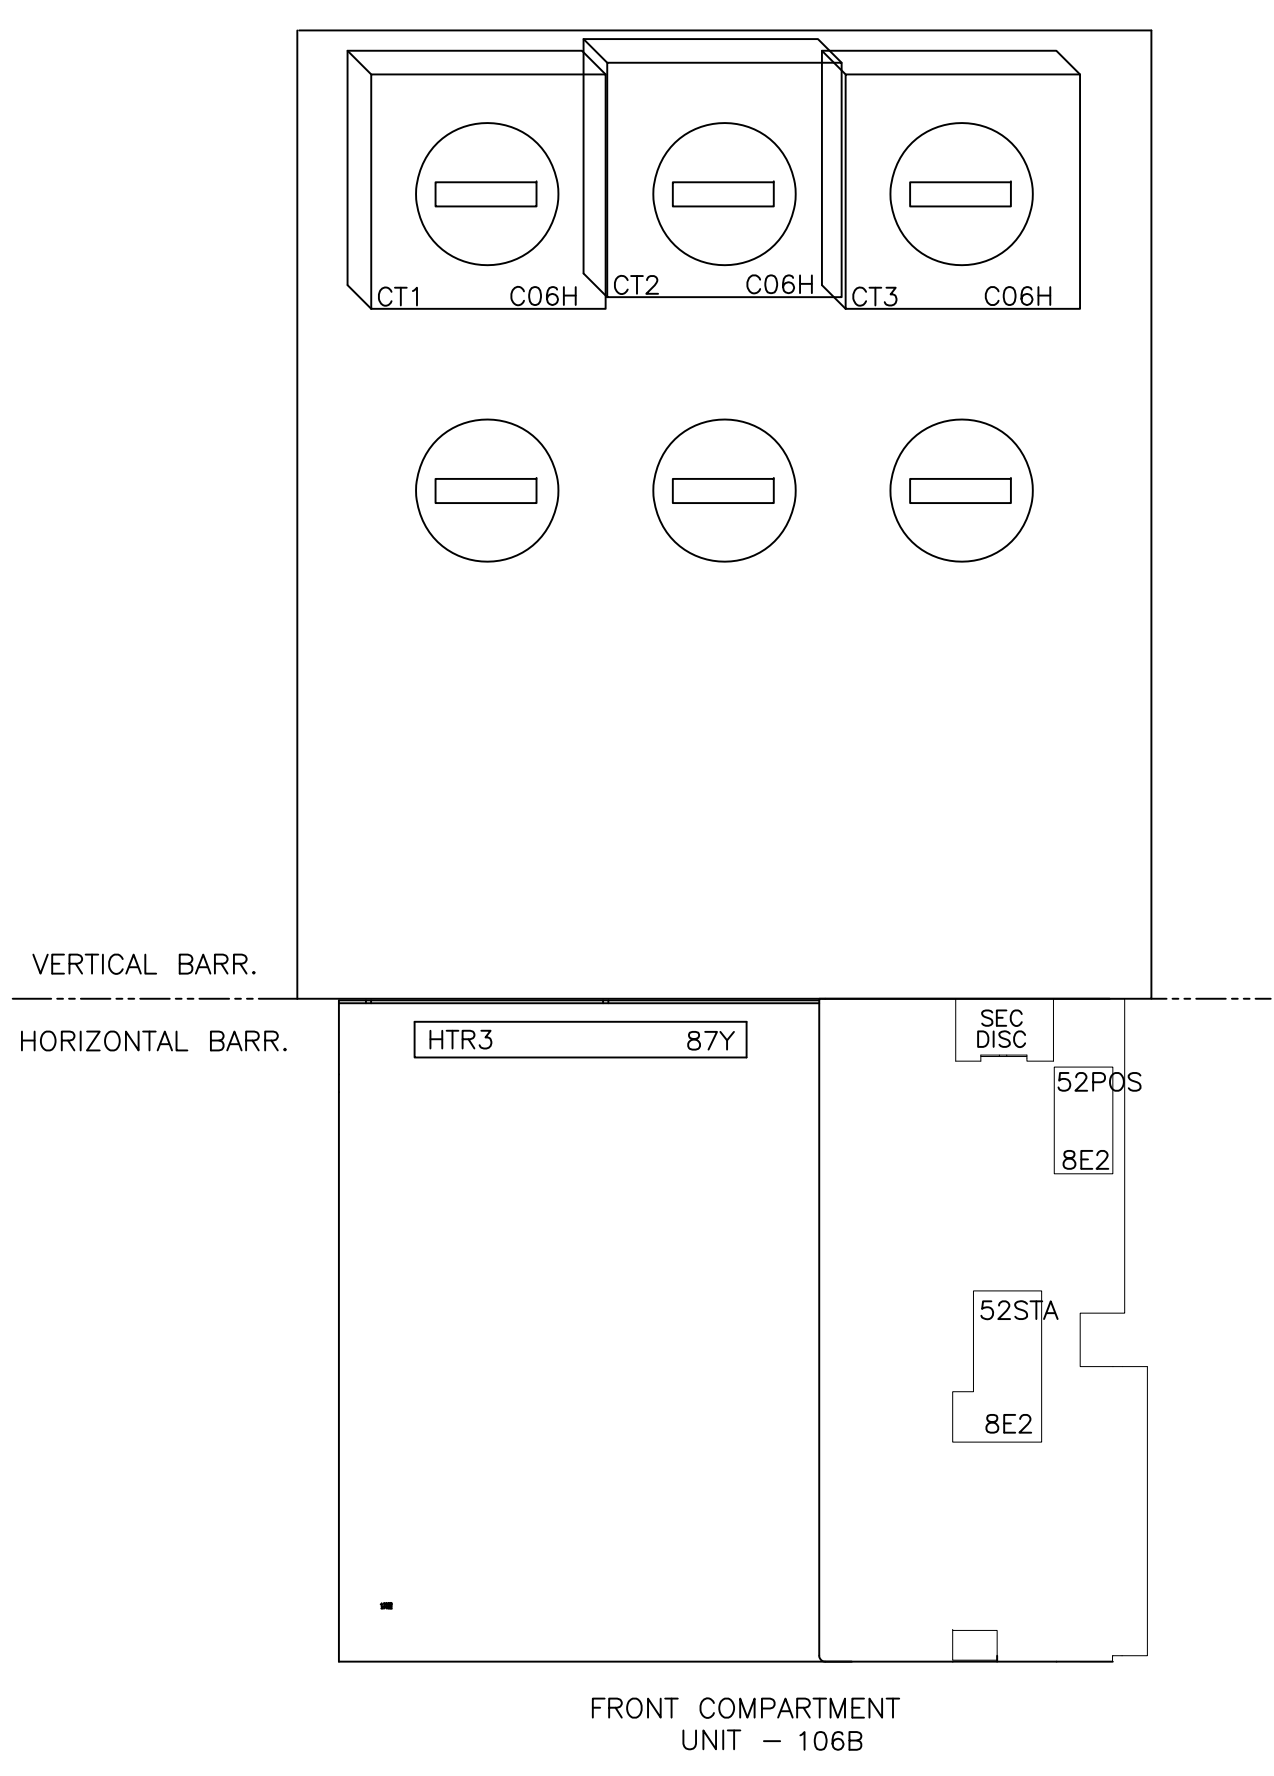 CT1 C06H
CT2 C06H
CT3 C06H
VERTICAL BARR.
HORIZONTAL BARR.
HTR3 87Y
SEC
DISC
52POS
8E2
52STA
8E2
FRONT COMPARTMENT
UNIT - 106B